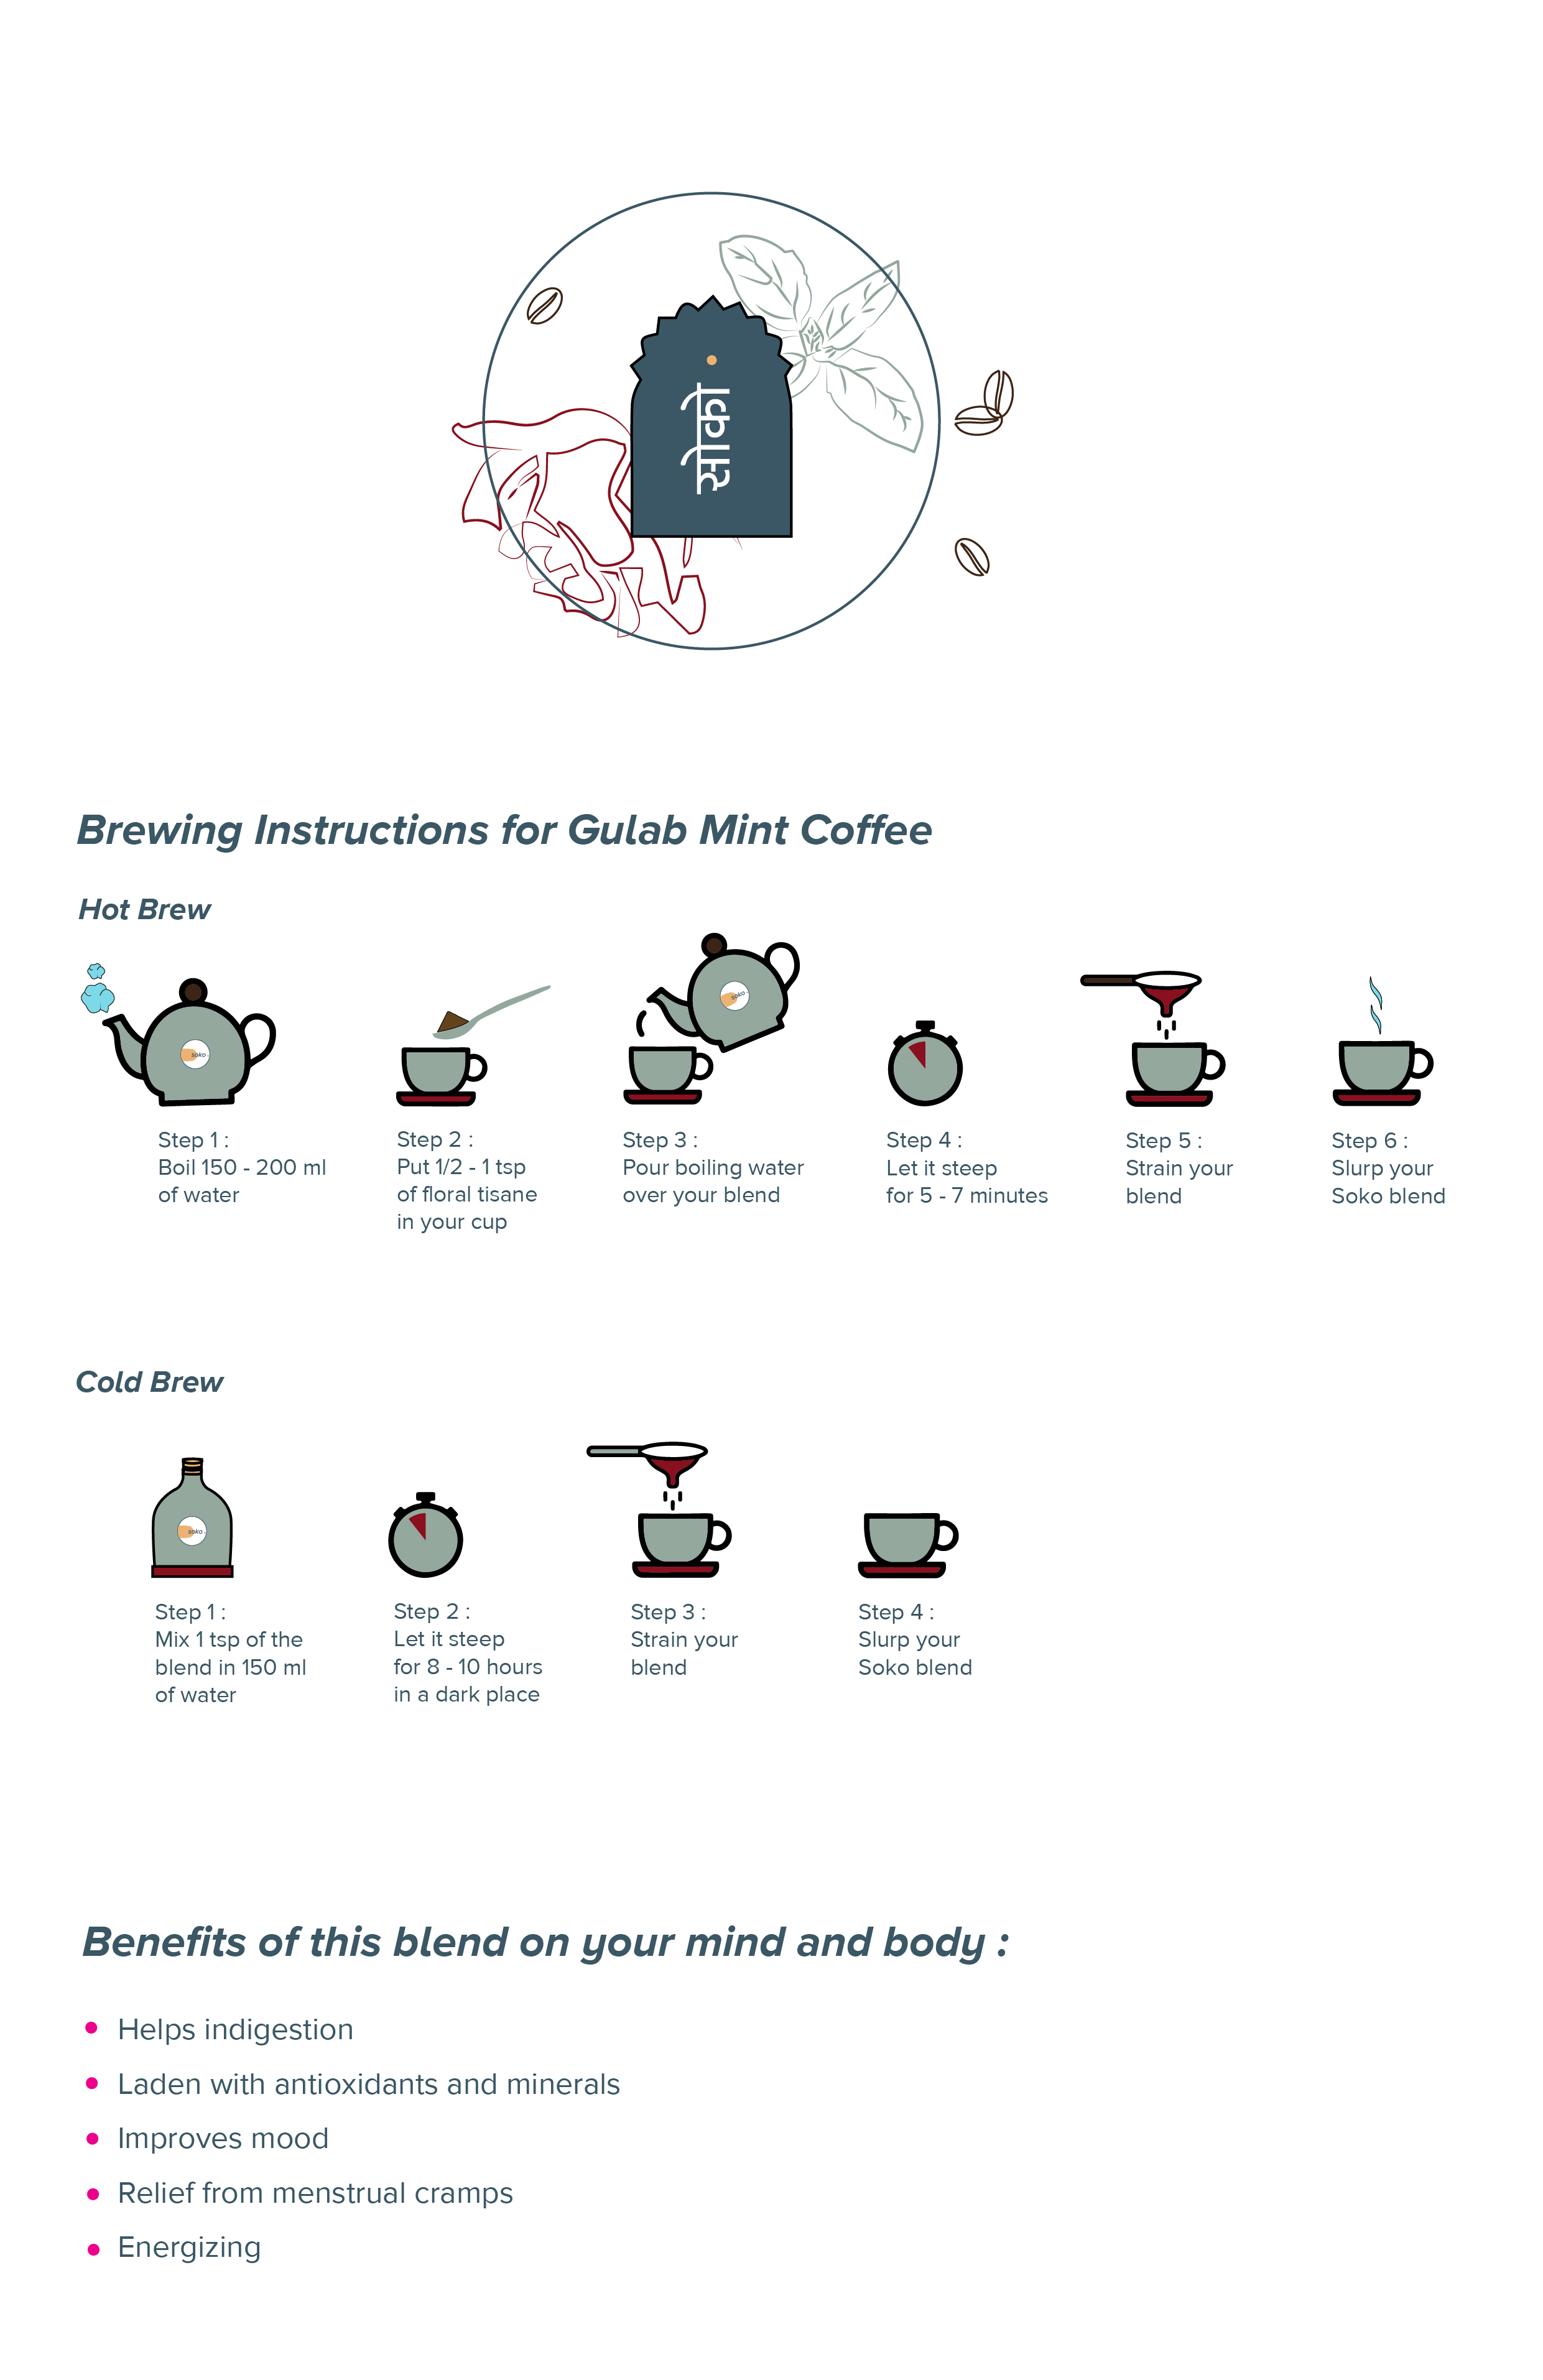 सोको
Brewing Instructions for Gulab Mint Coffee
Hot Brew
soko
soko
Step 1 :
Boil 150 - 200 ml
of water
Step 2 :
Put 1/2 - 1 tsp
of floral tisane
in your cup
Step 3 :
Pour boiling water
over your blend
Step 4 :
Let it steep
for 5 - 7 minutes
Step 5 :
Strain your
blend
Step 6 :
Slurp your
Soko blend
Cold Brew
soko
Step 1 :
Mix 1 tsp of the
blend in 150 ml
of water
Step 2 :
Let it steep
for 8 - 10 hours
in a dark place
Step 3 :
Strain your
blend
Step 4 :
Slurp your
Soko blend
Benefits of this blend on your mind and body :
Helps indigestion
Laden with antioxidants and minerals
Improves mood
Relief from menstrual cramps
Energizing